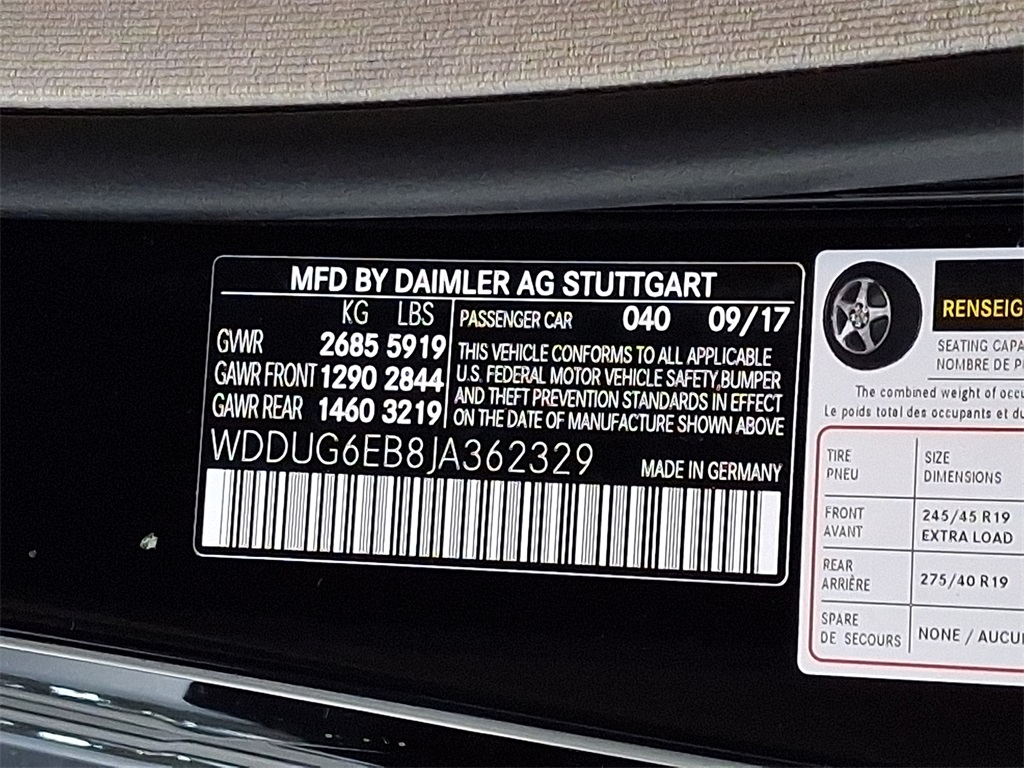 MFD BY DAIMLER AG STUTTGART
KG LBS
GVWR 2685 5919
GAWR FRONT 1290 2844
GAWR REAR 1460 3219
PASSENGER CAR 040 09/17
THIS VEHICLE CONFORMS TO ALL APPLICABLE
U.S. FEDERAL MOTOR VEHICLE SAFETY,BUMPER
AND THEFT PREVENTION STANDARDS IN EFFECT
ON THE DATE OF MANUFACTURE SHOWN ABOVE
WDDUG6EB8JA362329
MADE IN GERMANY
RENSEIG
SEATING CAPA
NOMBRE DE P
The combined weight of occu
Le poids total des occupants et du
TIRE SIZE
PNEU DIMENSIONS
FRONT 245/45 R19
AVANT EXTRA LOAD
REAR
ARRIÈRE 275/40 R19
SPARE
DE SECOURS NONE / AUCU